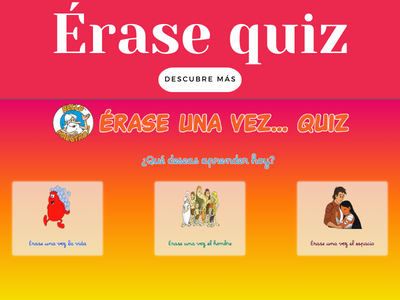 Érase quiz
DESCUBRE MÁS
ÉRASE UNA VEZ... QUIZ
¿Qué deseas aprender hoy?
Érase una vez la vida
Érase una vez el hombre
Érase una vez el espacio